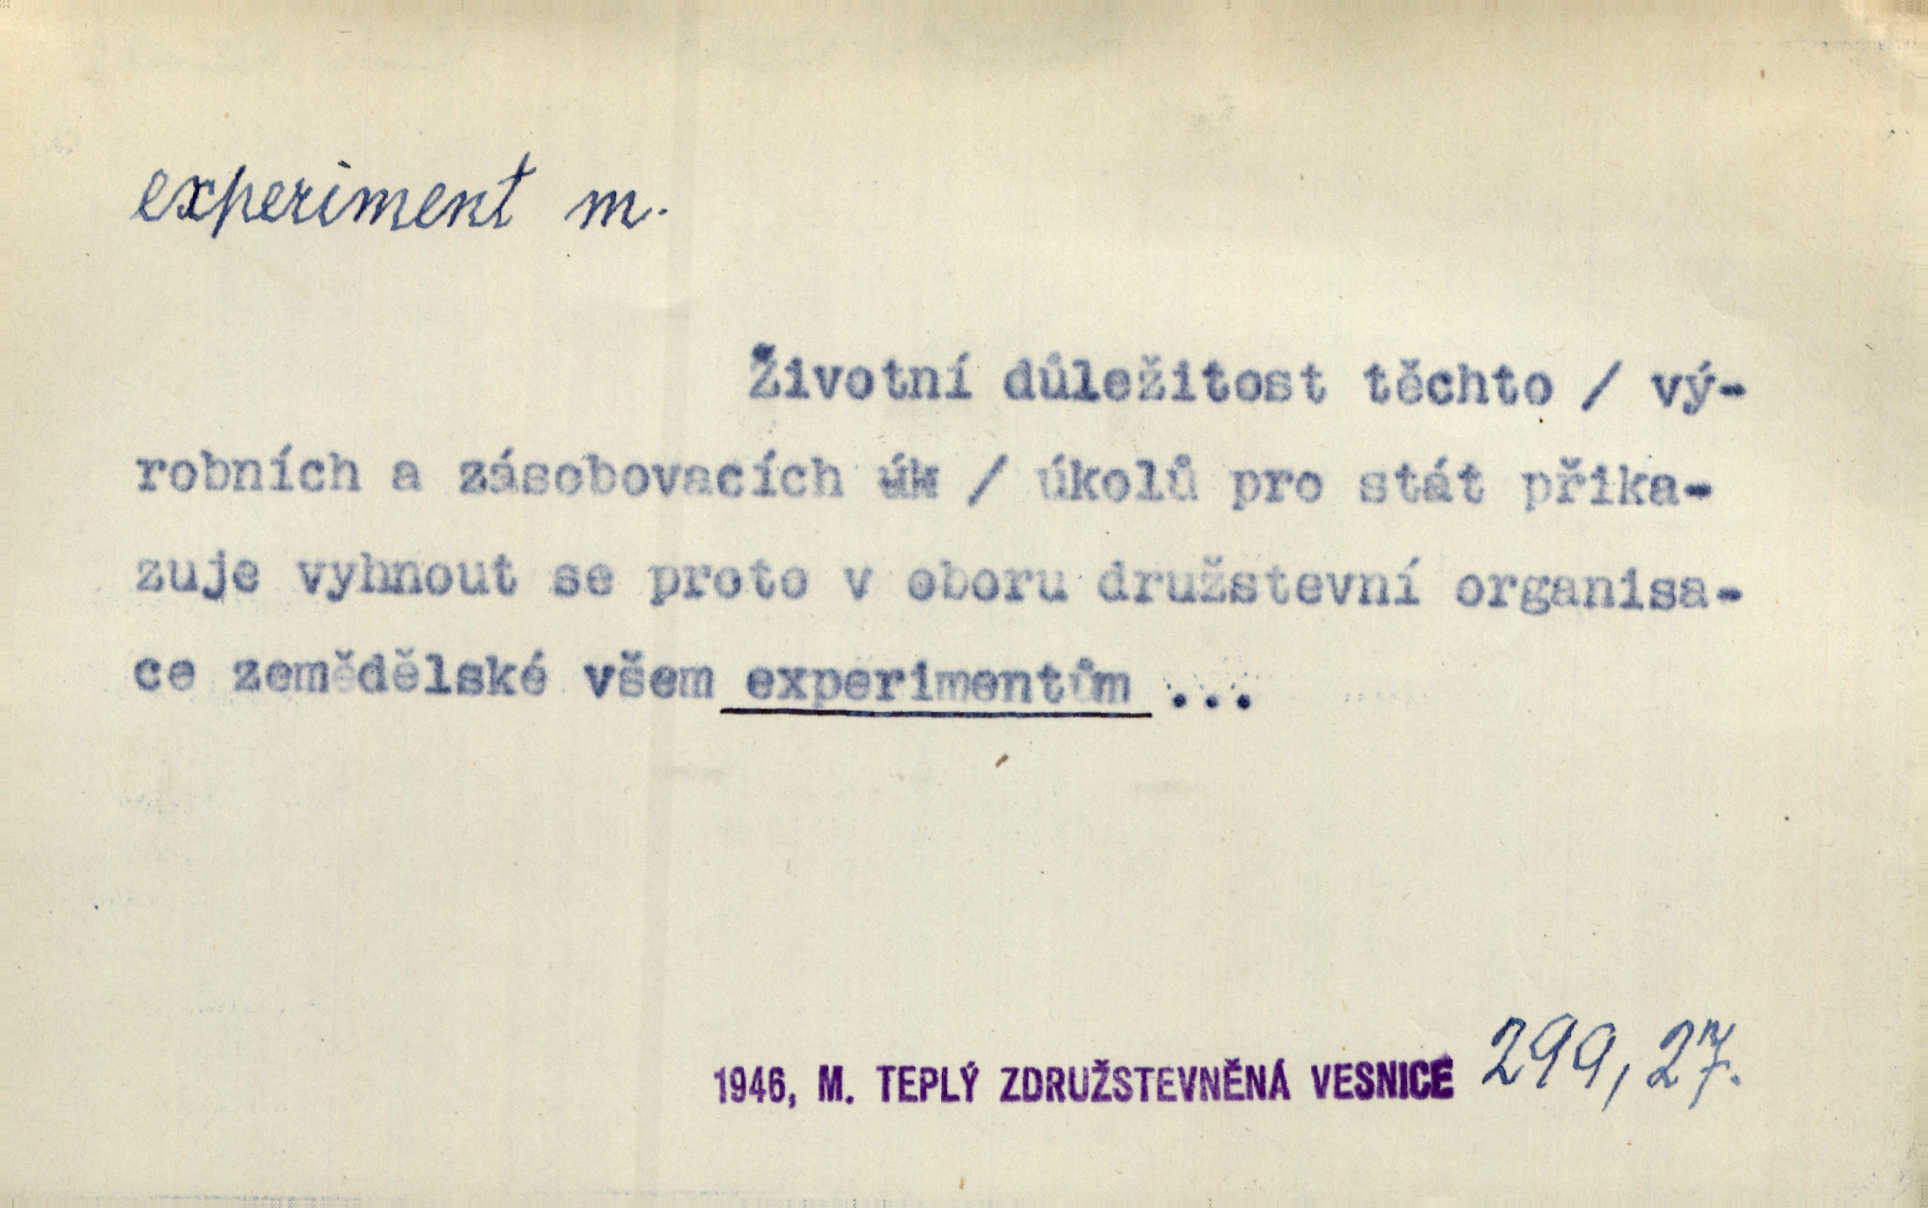 experiment m.
Životní důležitost těchto / vý-
robních a zásobovacích úk / úkolů pro stát přika-
zuje vyhnout se proto v oboru družstevní organisa-
ce zemědělské všem experimentům ...
1946, M. TEPLÝ ZDRUŽSTEVNĚNÁ VESNICE 299, 27.